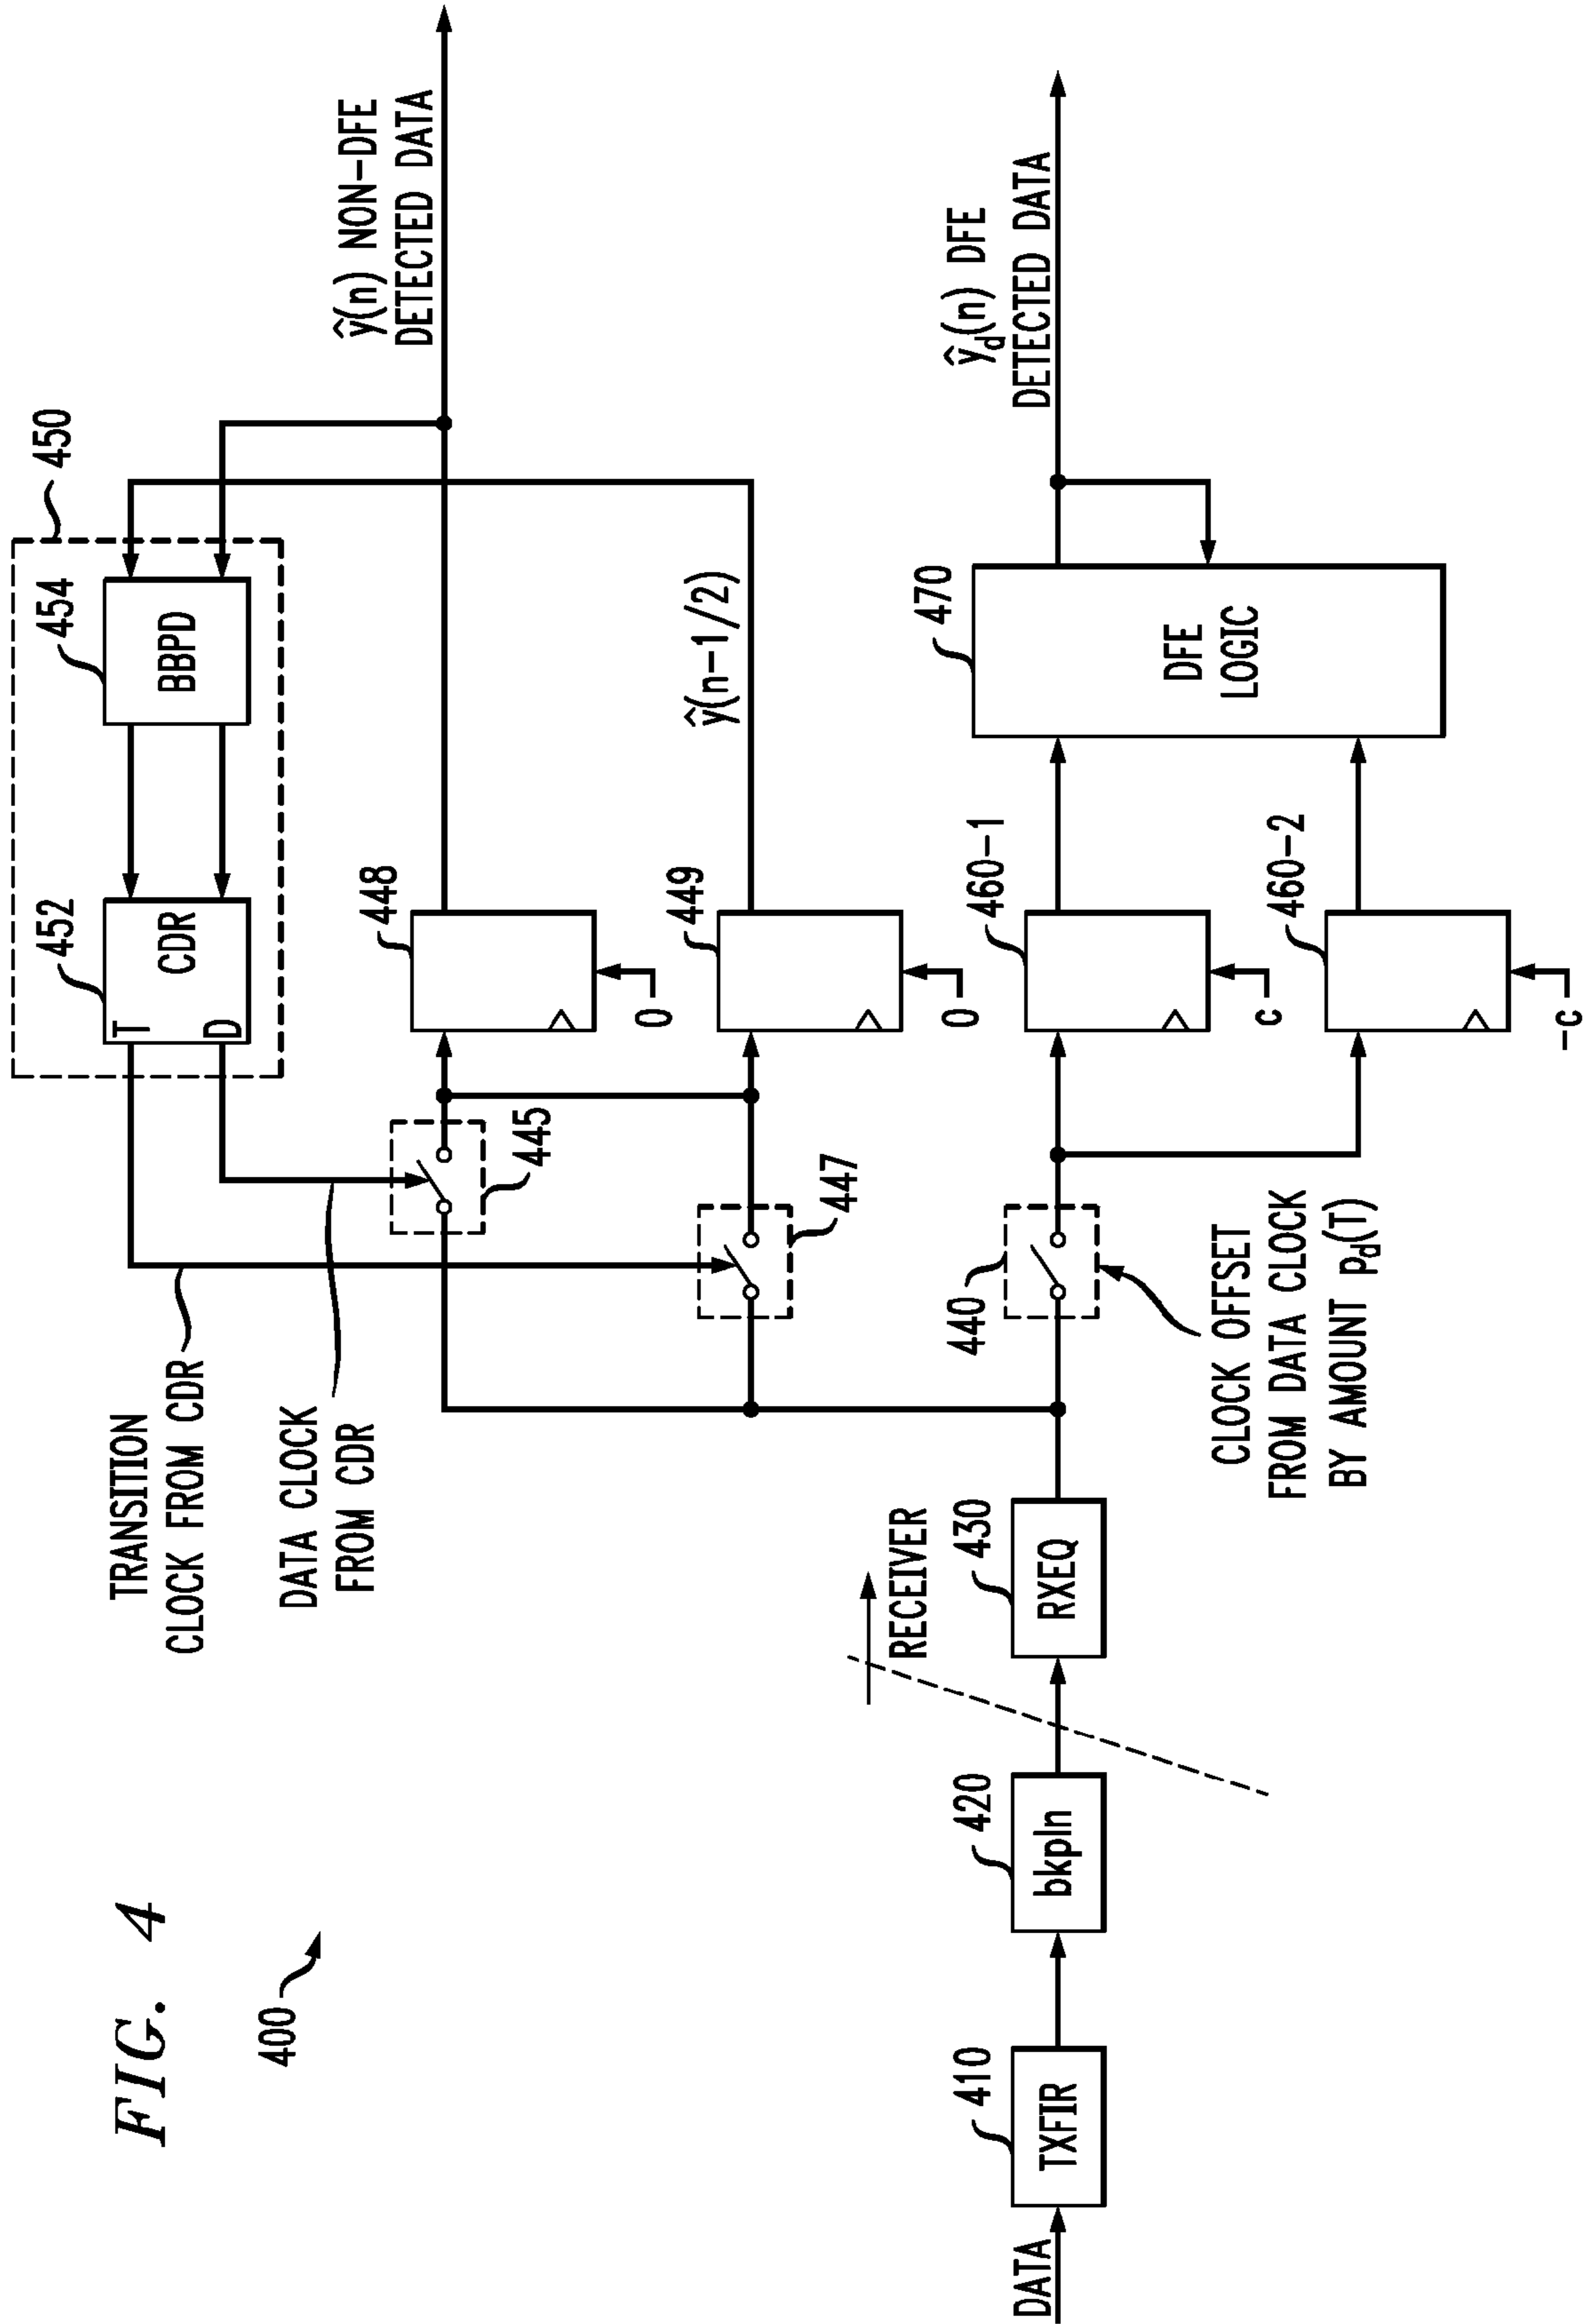 FIG. 4
400
DATA
TXFIR
410
bkpln
420
RECEIVER
RXEQ
430
TRANSITION
CLOCK FROM CDR
DATA CLOCK
FROM CDR
440
CLOCK OFFSET
FROM DATA CLOCK
BY AMOUNT pd(T)
447
445
T
D
CDR
452
BBPD
454
450
448
0
449
0
460-1
c
460-2
-c
ŷ(n-1/2)
DFE
LOGIC
470
ŷ(n) NON-DFE
DETECTED DATA
ŷd(n) DFE
DETECTED DATA